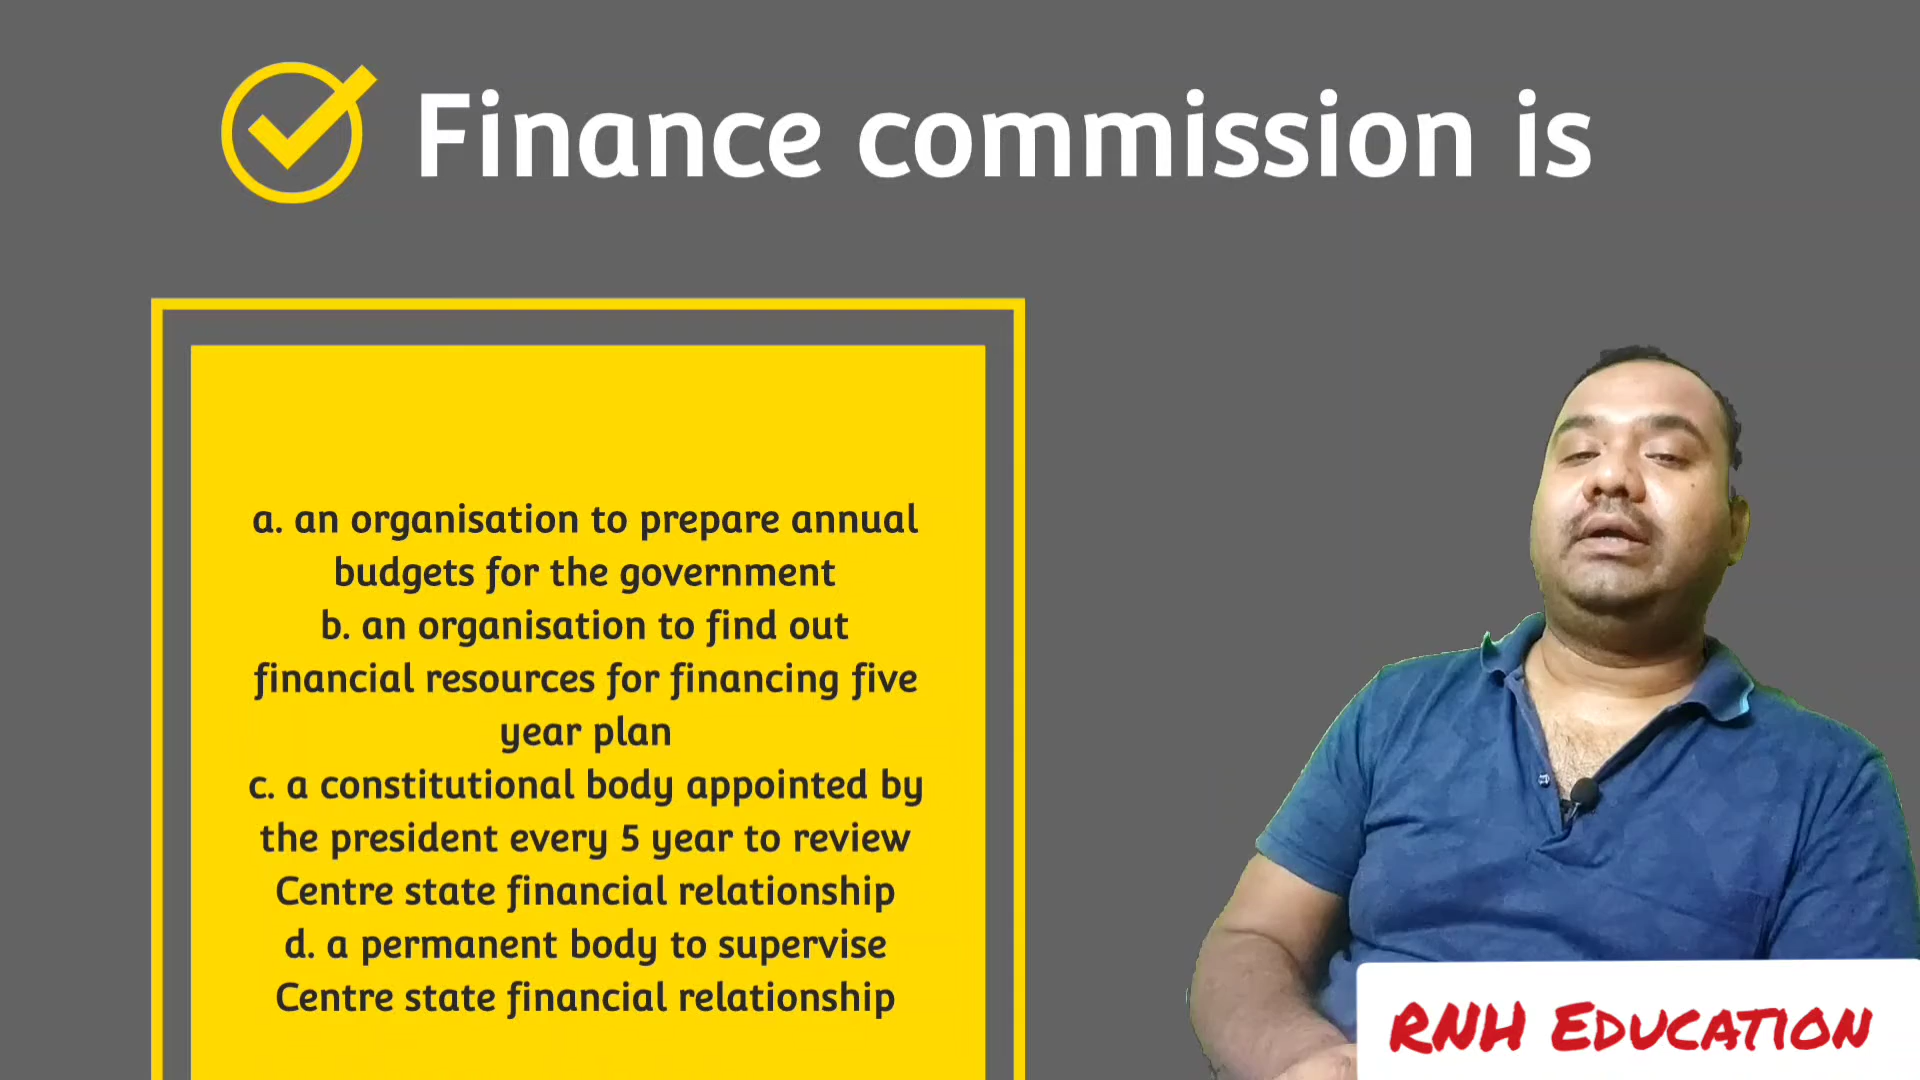 Finance commission is
a. an organisation to prepare annual
budgets for the government
b. an organisation to find out
financial resources for financing five
year plan
c. a constitutional body appointed by
the president every 5 year to review
Centre state financial relationship
d. a permanent body to supervise
Centre state financial relationship
RNH EDUCATION